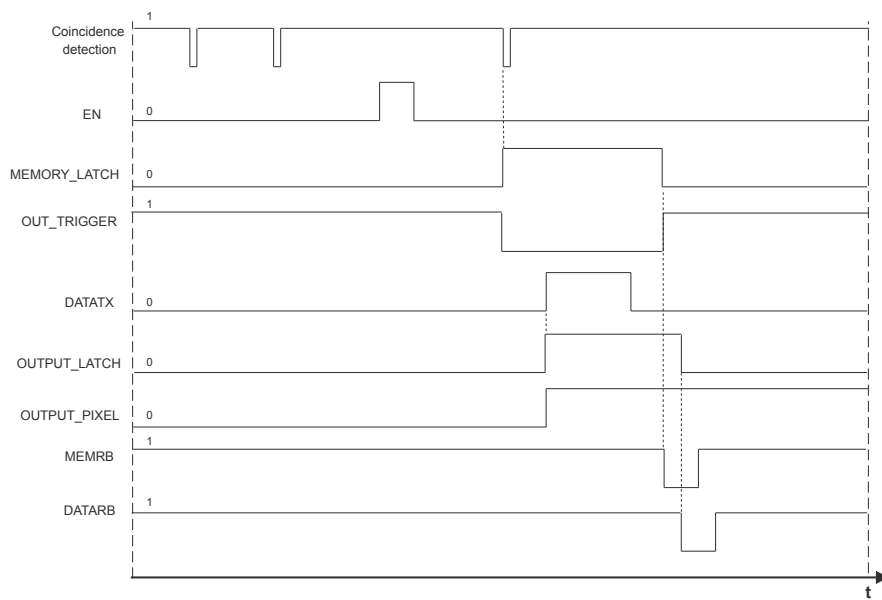 1
Coincidence
detection
EN
0
MEMORY_LATCH
0
1
OUT_TRIGGER
DATATX
0
OUTPUT_LATCH
0
OUTPUT_PIXEL
0
1
MEMRB
1
DATARB
t